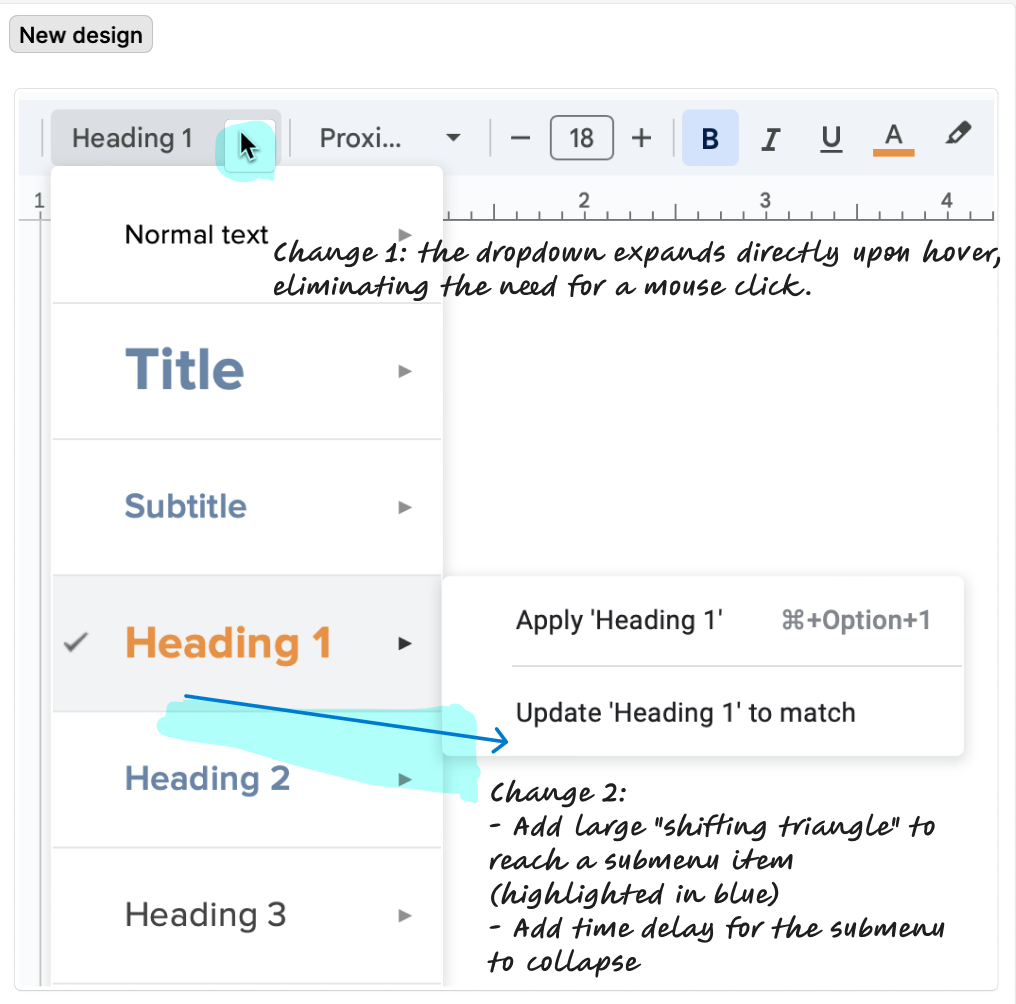 New design
Heading 1 Proxi... − 18 + B I U A
1 2 3 4
Normal text
Change 1: the dropdown expands directly upon hover,
eliminating the need for a mouse click.
Title
Subtitle
Heading 1
Apply 'Heading 1' ⌘+Option+1
Update 'Heading 1' to match
Heading 2
Change 2:
- Add large "shifting triangle" to
reach a submenu item
(highlighted in blue)
- Add time delay for the submenu
to collapse
Heading 3